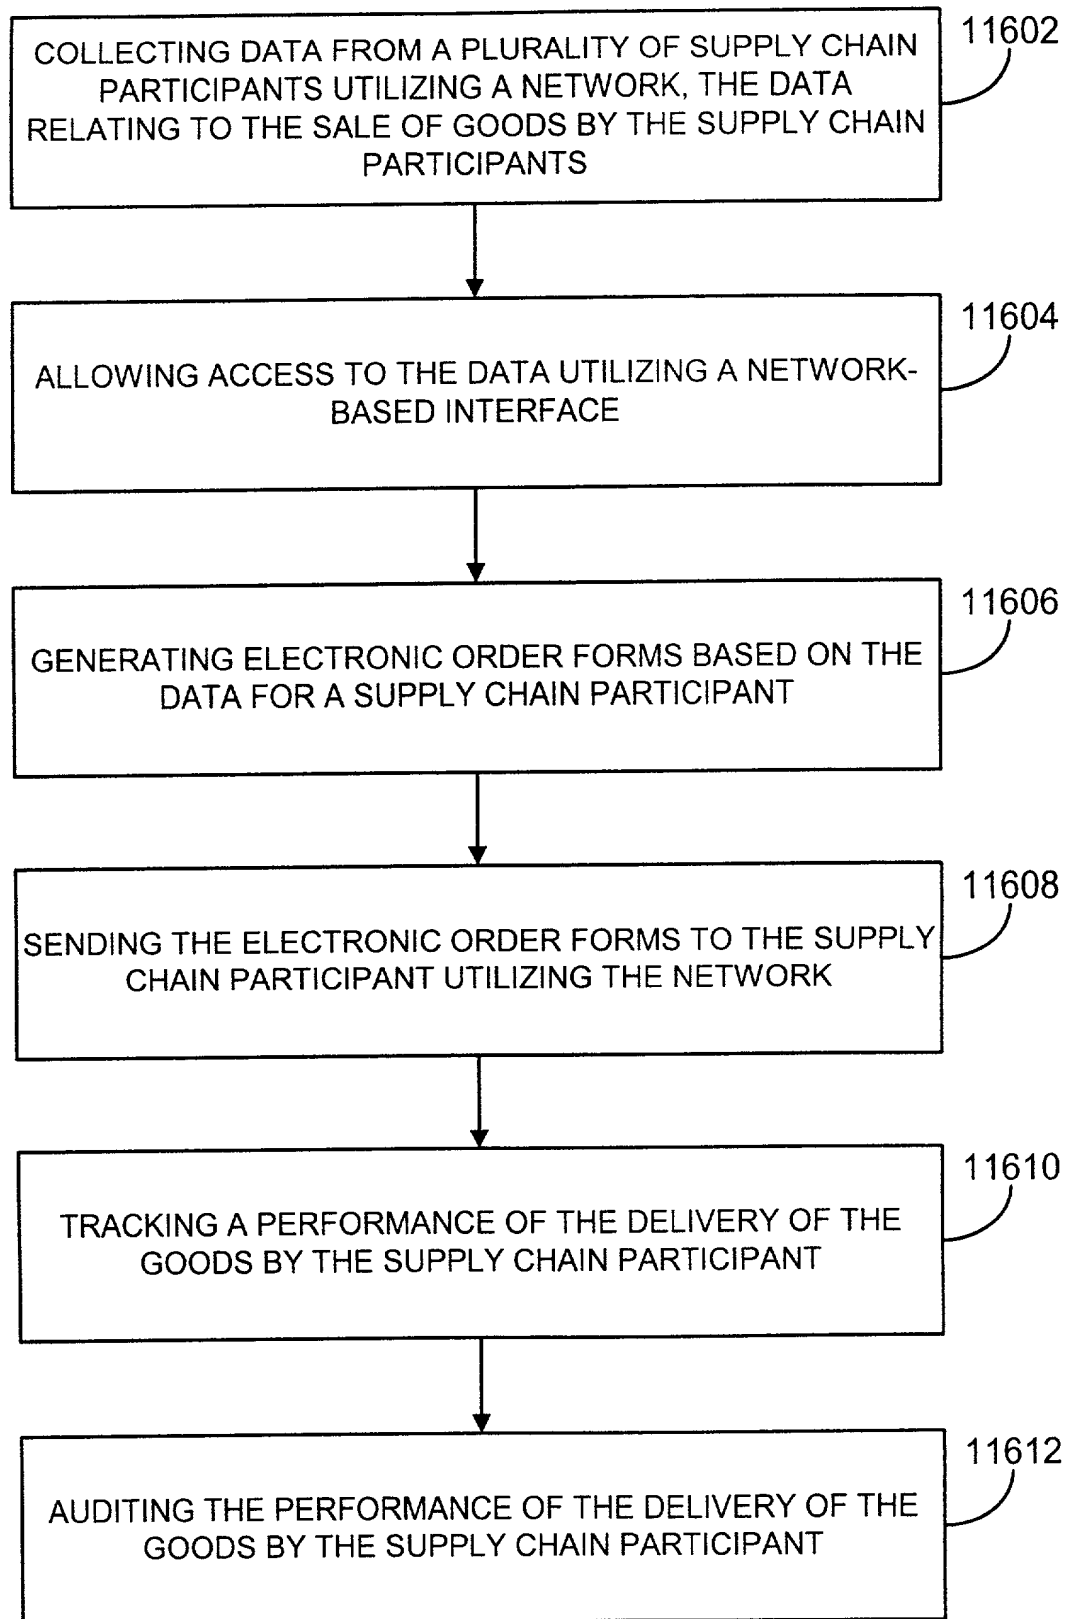 COLLECTING DATA FROM A PLURALITY OF SUPPLY CHAIN
PARTICIPANTS UTILIZING A NETWORK, THE DATA
RELATING TO THE SALE OF GOODS BY THE SUPPLY CHAIN
PARTICIPANTS
11602
ALLOWING ACCESS TO THE DATA UTILIZING A NETWORK-
BASED INTERFACE
11604
GENERATING ELECTRONIC ORDER FORMS BASED ON THE
DATA FOR A SUPPLY CHAIN PARTICIPANT
11606
SENDING THE ELECTRONIC ORDER FORMS TO THE SUPPLY
CHAIN PARTICIPANT UTILIZING THE NETWORK
11608
TRACKING A PERFORMANCE OF THE DELIVERY OF THE
GOODS BY THE SUPPLY CHAIN PARTICIPANT
11610
AUDITING THE PERFORMANCE OF THE DELIVERY OF THE
GOODS BY THE SUPPLY CHAIN PARTICIPANT
11612